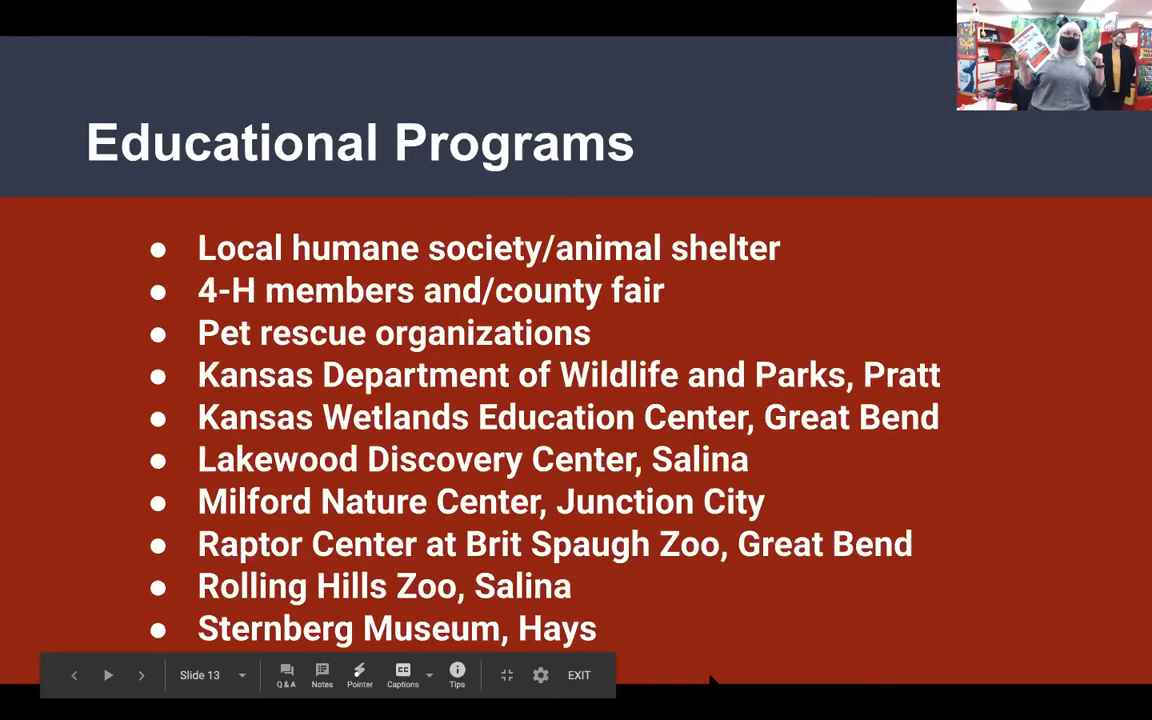 Educational Programs
● Local humane society/animal shelter
● 4-H members and/county fair
● Pet rescue organizations
● Kansas Department of Wildlife and Parks, Pratt
● Kansas Wetlands Education Center, Great Bend
● Lakewood Discovery Center, Salina
● Milford Nature Center, Junction City
● Raptor Center at Brit Spaugh Zoo, Great Bend
● Rolling Hills Zoo, Salina
● Sternberg Museum, Hays
Slide 13
Q & A
Notes
Pointer
CC
Captions
Tips
EXIT